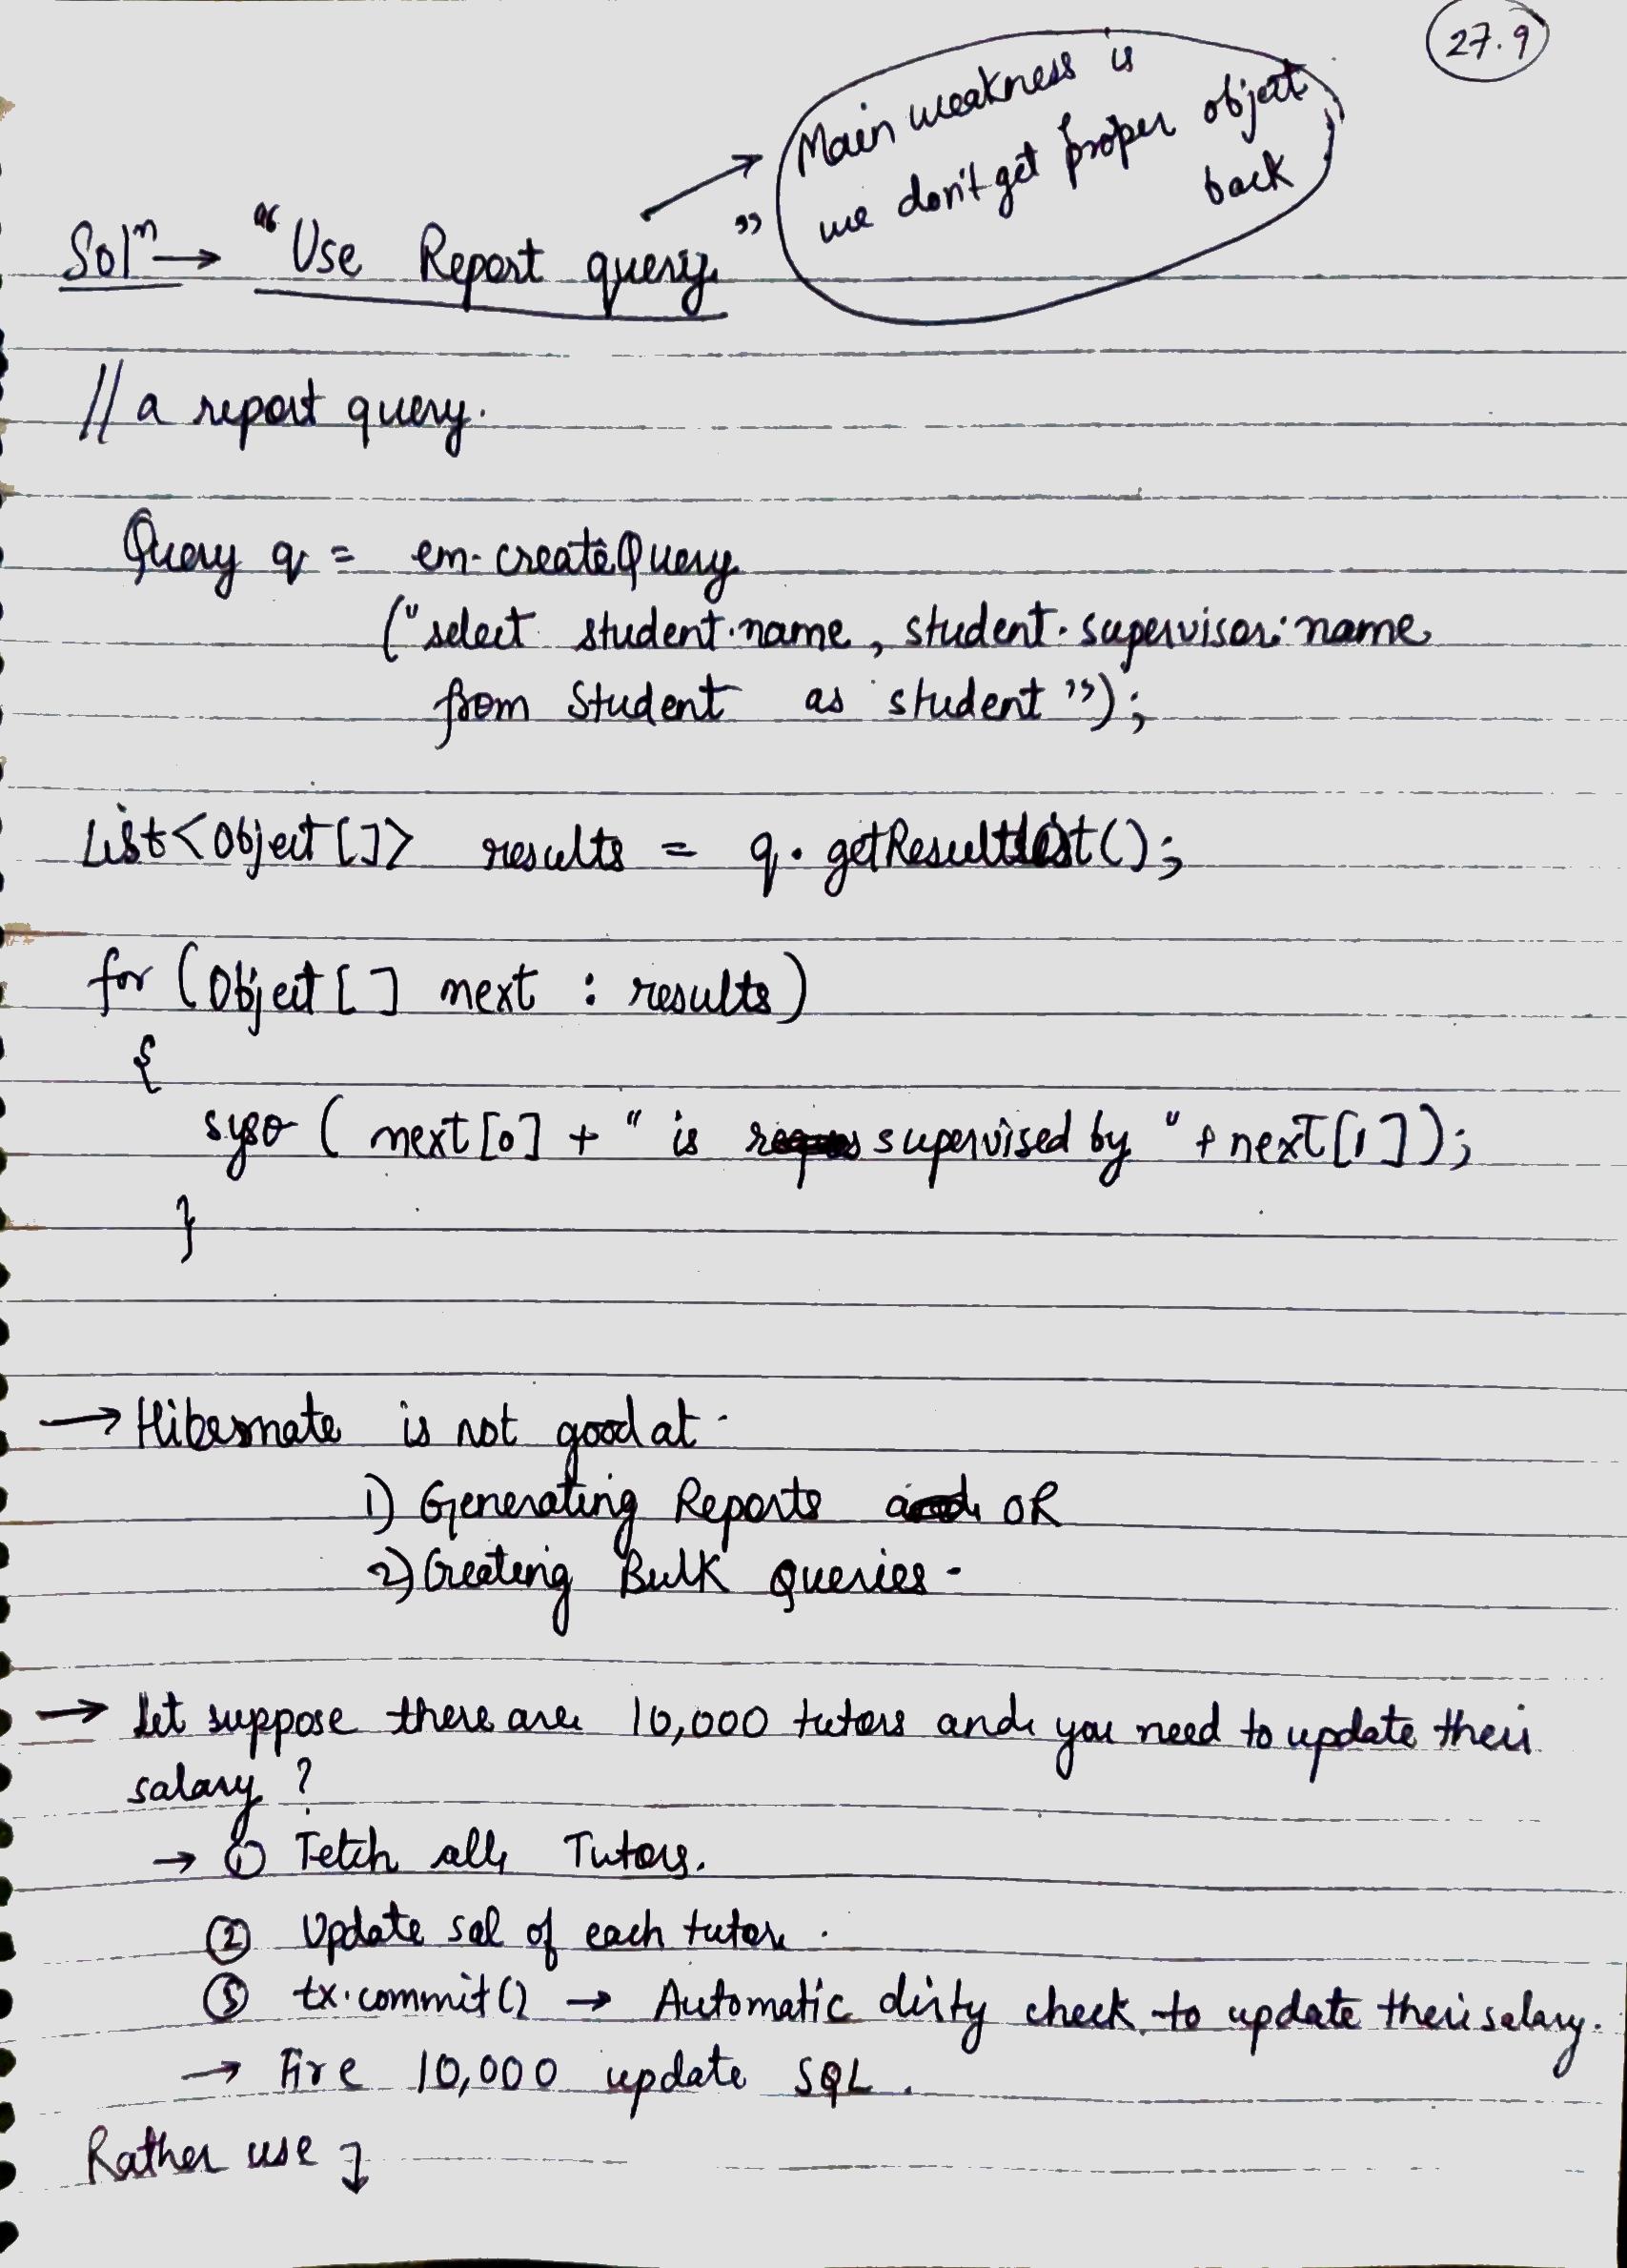 27.9
Main weakness is
we don't get proper object
back
Solⁿ → "Use Report query"
// a report query.
Query q = em.createQuery
("select student.name, student.supervisor.name
from Student as student");
List<Object[]> results = q.getResultList();
for (Object[] next : results)
{
syso (next[0] + " is supervised by " + next[1]);
}
→ Hibernate is not good at -
1) Generating Reports OR
2) Creating Bulk Queries -
→ Let suppose there are 10,000 tutors and you need to update their
salary ?
→ ① Fetch all Tutors.
② Update sal of each tutor.
③ tx.commit() → Automatic dirty check to update their salary.
→ Fire 10,000 update SQL.
Rather use ↴